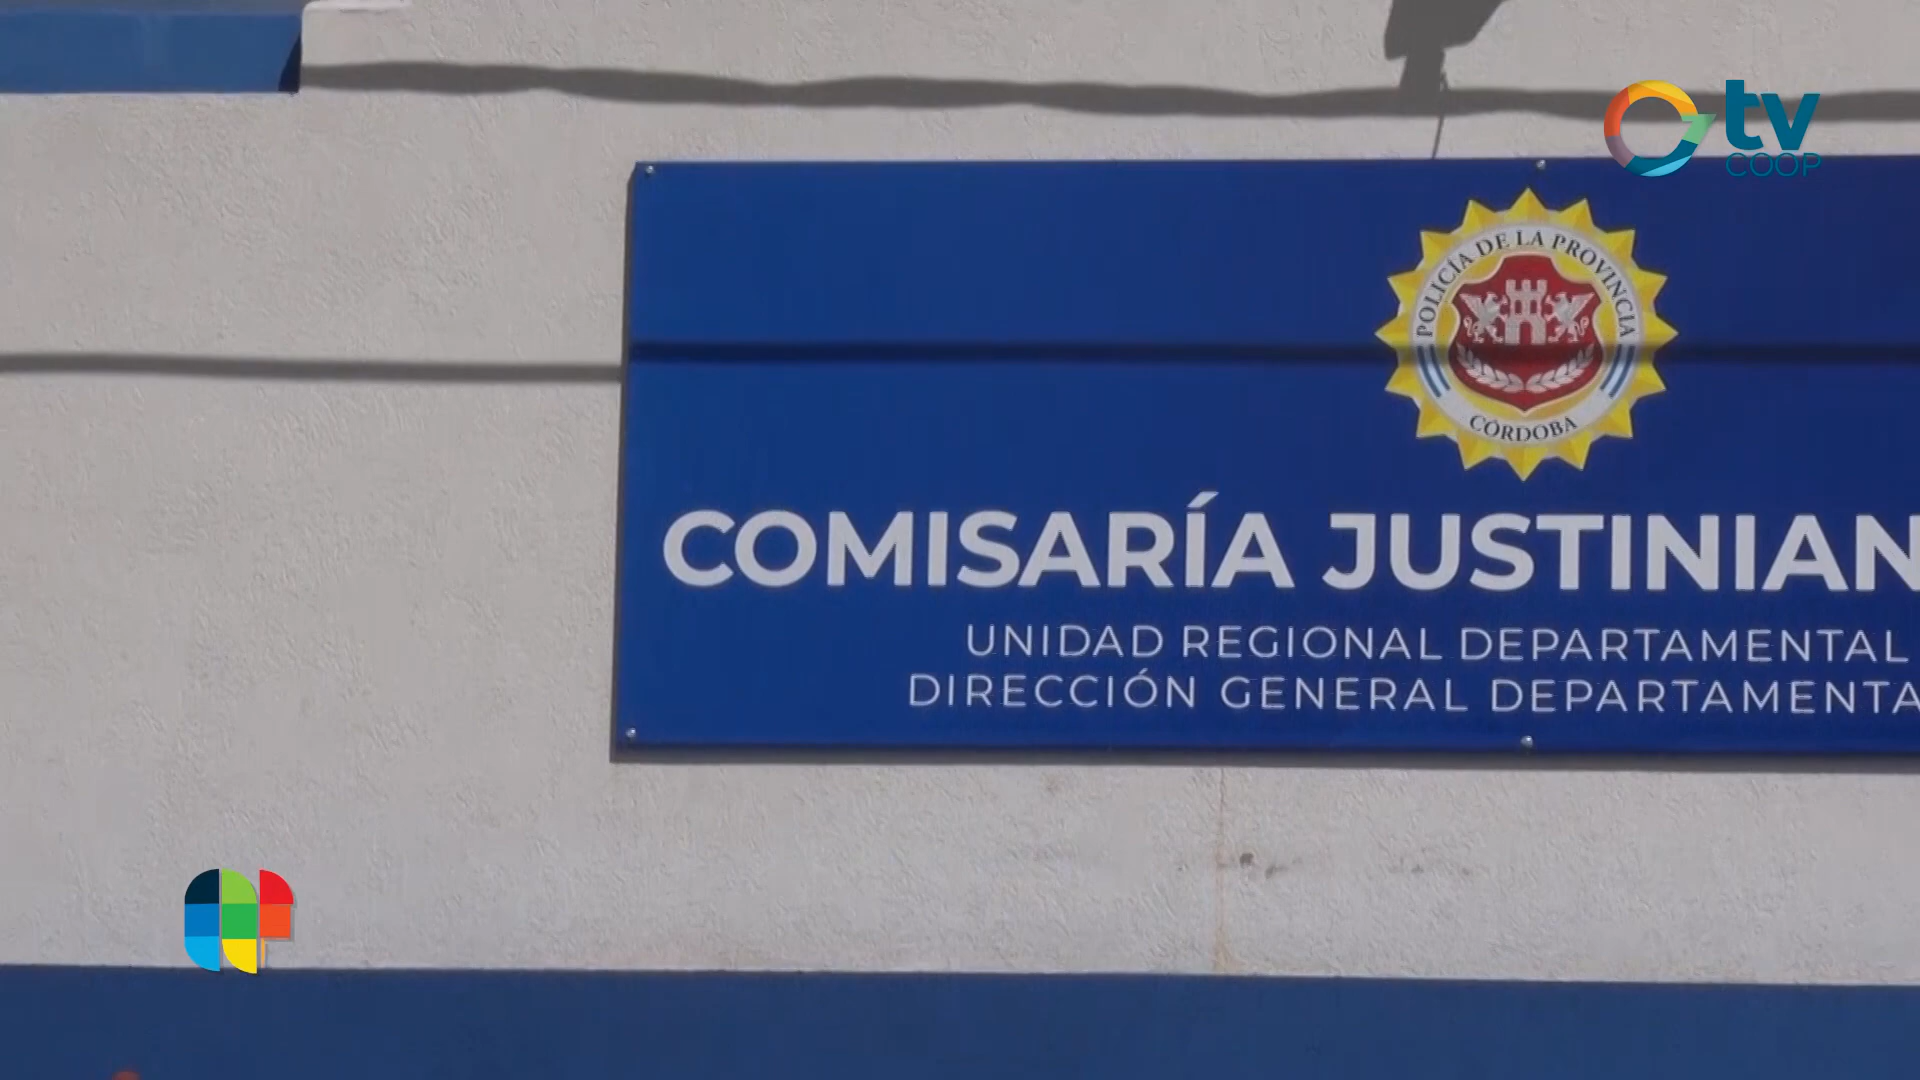 tv
COOP
POLICÍA DE LA PROVINCIA
CÓRDOBA
COMISARÍA JUSTINIAN
UNIDAD REGIONAL DEPARTAMENTAL
DIRECCIÓN GENERAL DEPARTAMENTA